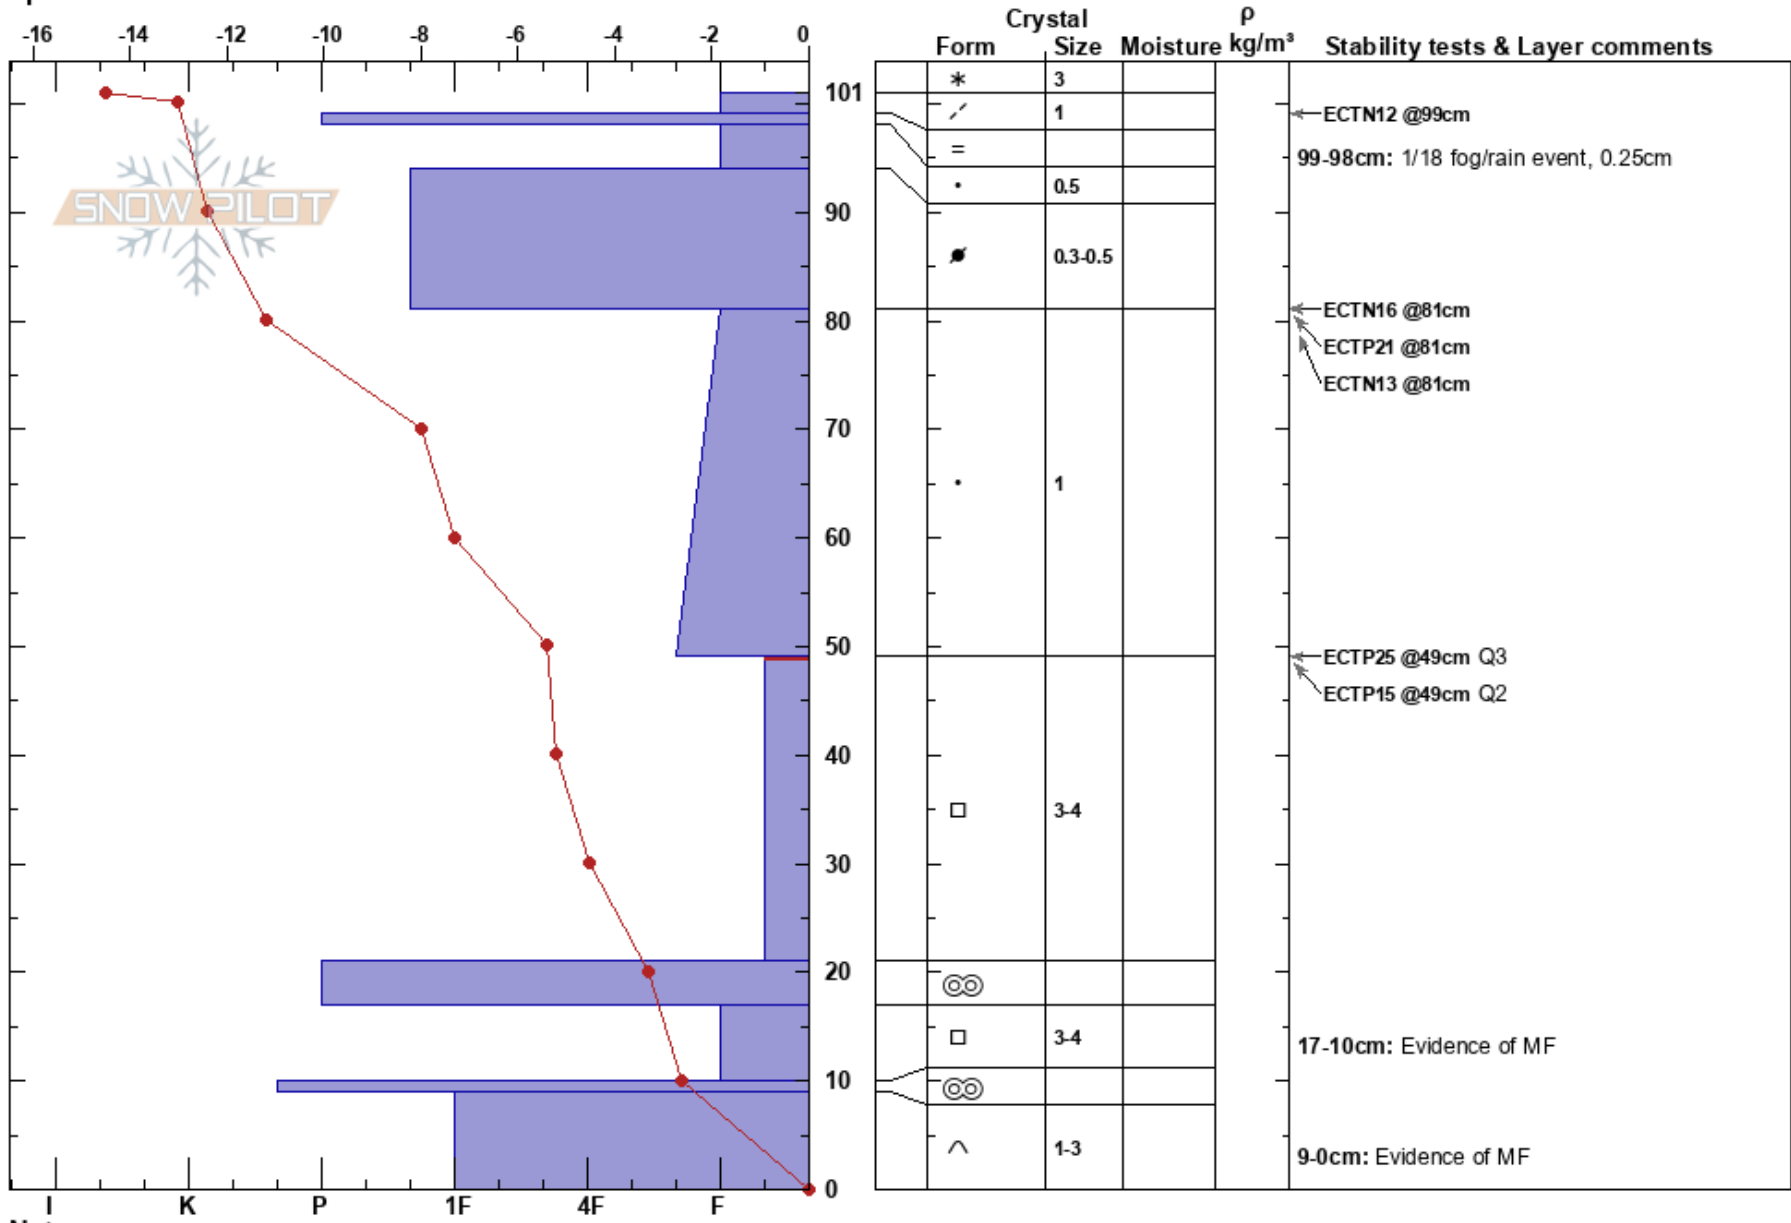 Crystal ρ
-16 -14 -12 -10 -8 -6 -4 -2 0 Form Size Moisture kg/m³ Stability tests & Layer comments
101 * 3
1 ECTN12 @99cm
= 99-98cm: 1/18 fog/rain event, 0.25cm
SNOW PILOT 90 0.5
0.3-0.5
80 ECTN16 @81cm
ECTP21 @81cm
ECTN13 @81cm
70
1
60
50 ECTP25 @49cm Q3
ECTP15 @49cm Q2
40
3-4
30
20
3-4 17-10cm: Evidence of MF
10
1-3 9-0cm: Evidence of MF
0
I K P 1F 4F F